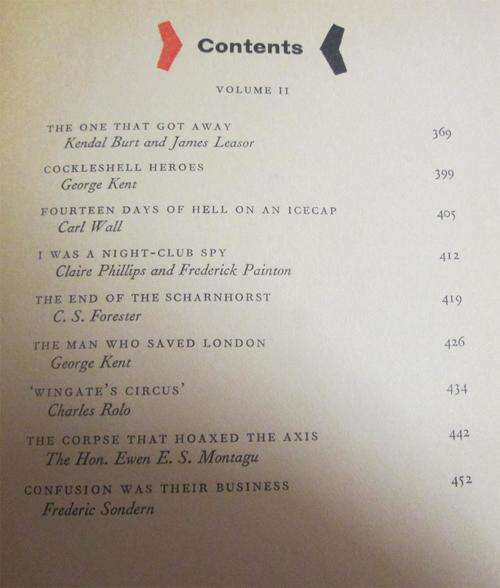 Contents
VOLUME II
THE ONE THAT GOT AWAY 369
Kendal Burt and James Leasor
COCKLESHELL HEROES 399
George Kent
FOURTEEN DAYS OF HELL ON AN ICECAP 405
Carl Wall
I WAS A NIGHT-CLUB SPY 412
Claire Phillips and Frederick Painton
THE END OF THE SCHARNHORST 419
C. S. Forester
THE MAN WHO SAVED LONDON 426
George Kent
'WINGATE'S CIRCUS' 434
Charles Rolo
THE CORPSE THAT HOAXED THE AXIS 442
The Hon. Ewen E. S. Montagu
CONFUSION WAS THEIR BUSINESS 452
Frederic Sondern